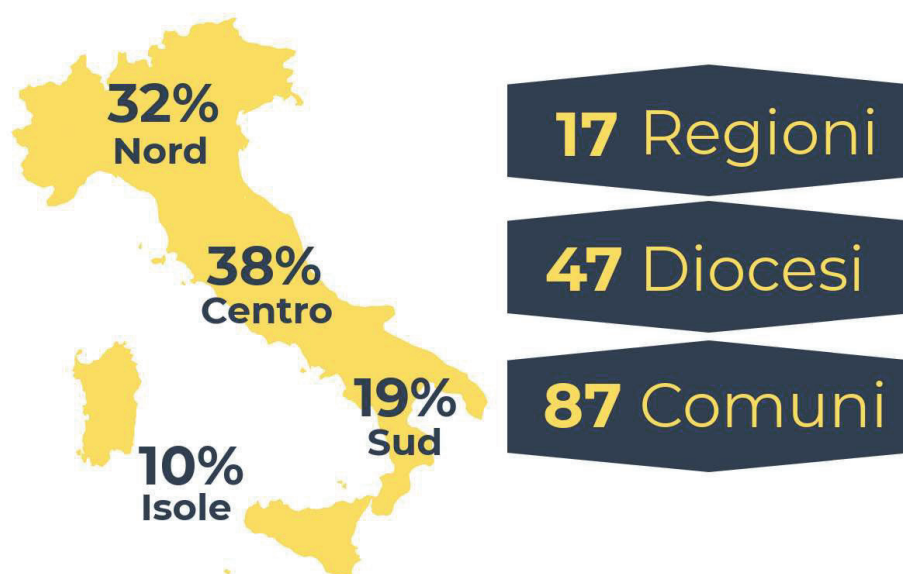 32%
Nord
38%
Centro
19%
Sud
10%
Isole
17 Regioni
47 Diocesi
87 Comuni